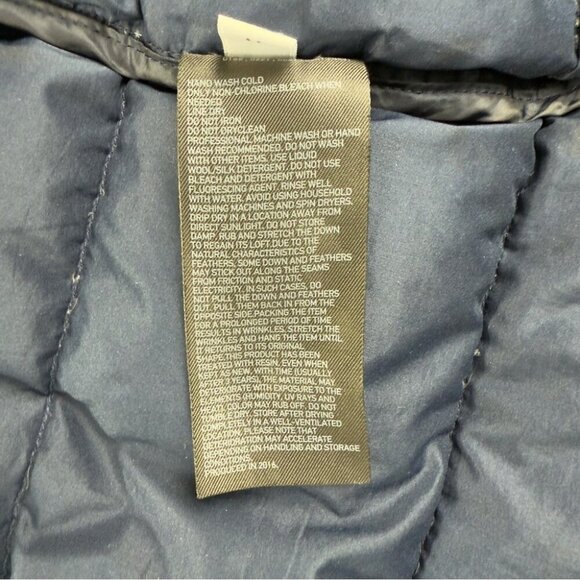 HAND WASH COLD
ONLY NON-CHLORINE BLEACH WHEN
NEEDED
LINE DRY
DO NOT IRON
DO NOT DRYCLEAN
PROFESSIONAL MACHINE WASH OR HAND
WASH RECOMMENDED. DO NOT WASH
WITH OTHER ITEMS. USE LIQUID
WOOL/SILK DETERGENT. DO NOT USE
BLEACH AND DETERGENT WITH
FLUORESCING AGENT. RINSE WELL
WITH WATER, AVOID USING HOUSEHOLD
WASHING MACHINES AND SPIN DRYERS.
DRIP DRY IN A LOCATION AWAY FROM
DIRECT SUNLIGHT. DO NOT STORE
DAMP. RUB AND STRETCH THE DOWN
TO REGAIN ITS LOFT.DUE TO THE
NATURAL CHARACTERISTICS OF
FEATHERS, SOME DOWN AND FEATHERS
MAY STICK OUT ALONG THE SEAMS
FROM FRICTION AND STATIC
ELECTRICITY. IN SUCH CASES, DO
NOT PULL THE DOWN AND FEATHERS
OUT. PULL THEM BACK IN FROM THE
OPPOSITE SIDE.PACKING THE ITEM
FOR A PROLONGED PERIOD OF TIME
RESULTS IN WRINKLES. STRETCH THE
WRINKLES AND HANG THE ITEM UNTIL
IT RETURNS TO ITS ORIGINAL
SHAPE.THIS PRODUCT HAS BEEN
TREATED WITH RESIN. EVEN WHEN
KEPT AS NEW, WITH TIME (USUALLY
AFTER 3 YEARS), THE MATERIAL MAY
DETERIORATE WITH EXPOSURE TO THE
ELEMENTS (HUMIDITY, UV RAYS AND
HEAT). COLOR MAY RUB OFF. DO NOT
TUMBLE DRY. STORE AFTER DRYING
COMPLETELY IN A WELL-VENTILATED
LOCATION. PLEASE NOTE THAT
DETERIORATION MAY ACCELERATE
DEPENDING ON HANDLING AND STORAGE
CONDITIONS.
PRODUCED IN 2016.